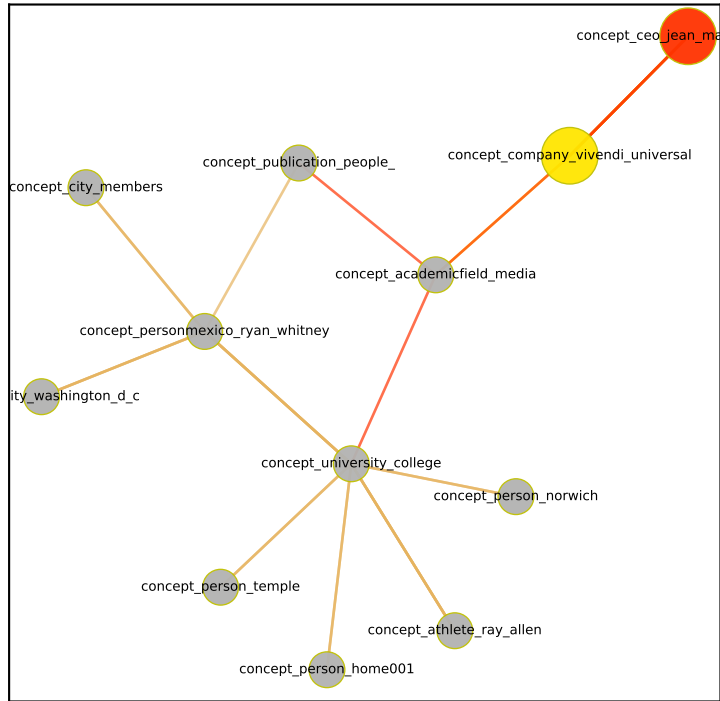 concept_ceo_jean_ma
concept_company_vivendi_universal
concept_publication_people_
concept_city_members
concept_academicfield_media
concept_personmexico_ryan_whitney
ity_washington_d_c
concept_university_college
concept_person_norwich
concept_person_temple
concept_athlete_ray_allen
concept_person_home001